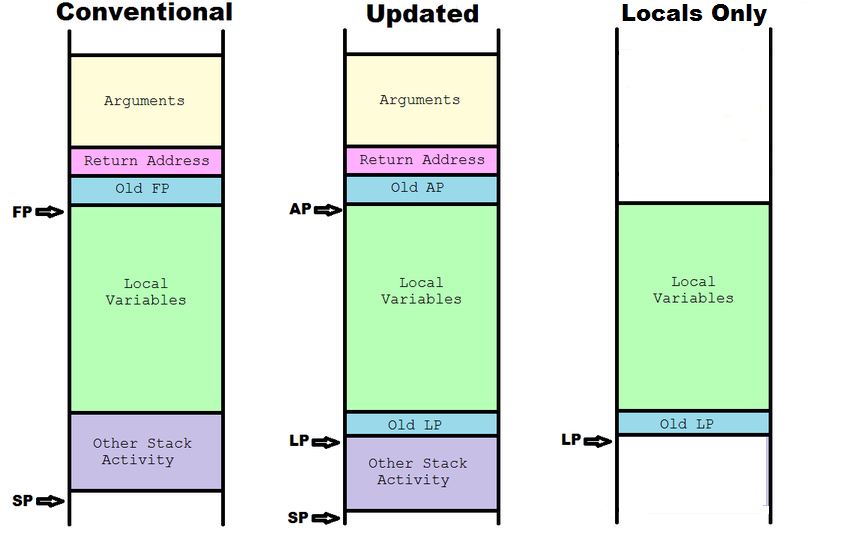 Conventional
Arguments
Return Address
Old FP
FP
Local
Variables
Other Stack
Activity
SP
Updated
Arguments
Return Address
Old AP
AP
Local
Variables
Old LP
LP
Other Stack
Activity
SP
Locals Only
Local
Variables
Old LP
LP